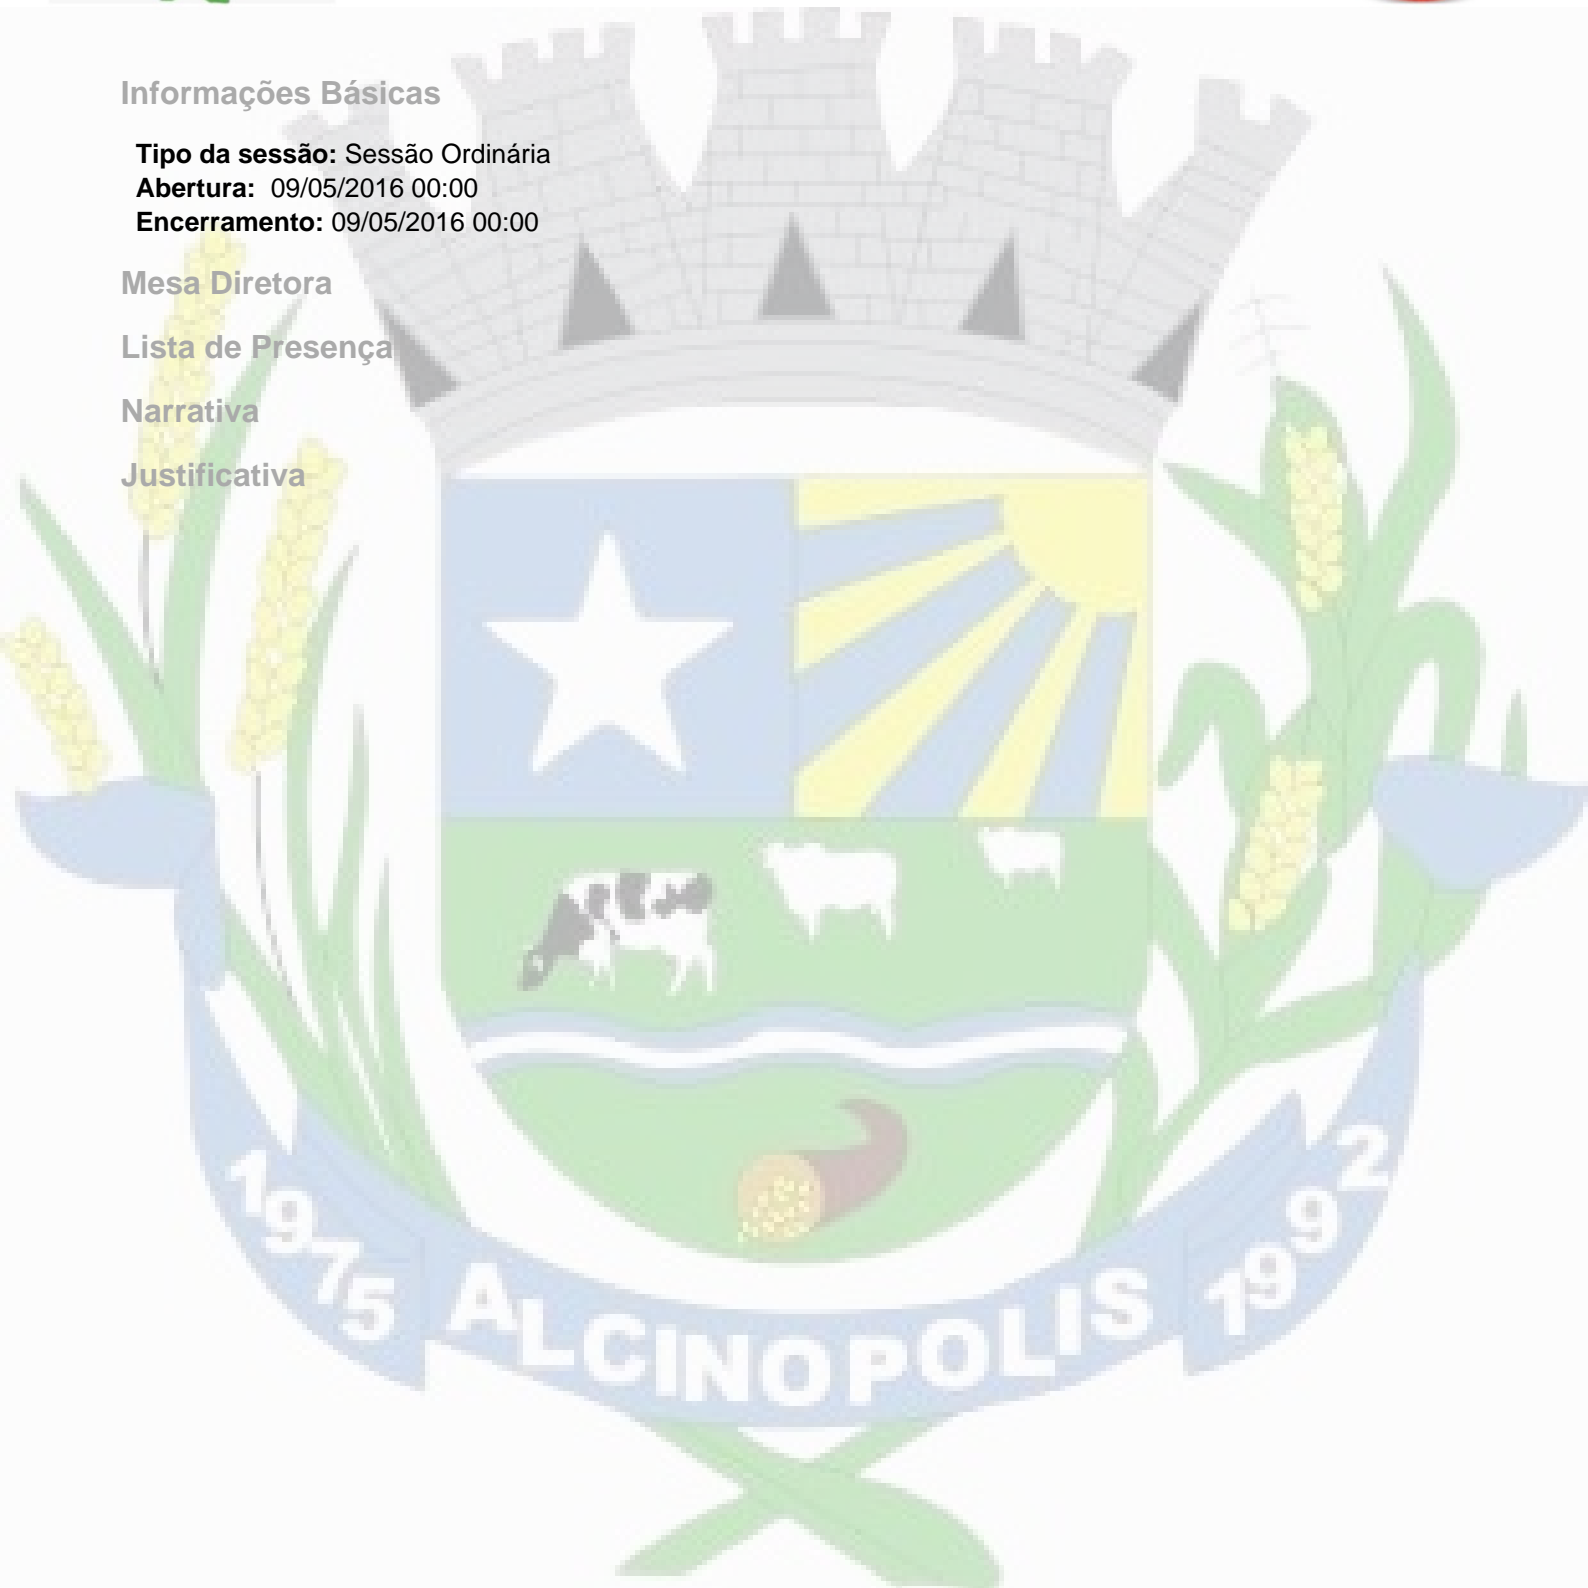 Informações Básicas
Tipo da sessão: Sessão Ordinária
Abertura: 09/05/2016 00:00
Encerramento: 09/05/2016 00:00
Mesa Diretora
Lista de Presença
Narrativa
Justificativa
1975 ALCINOPOLIS 1992